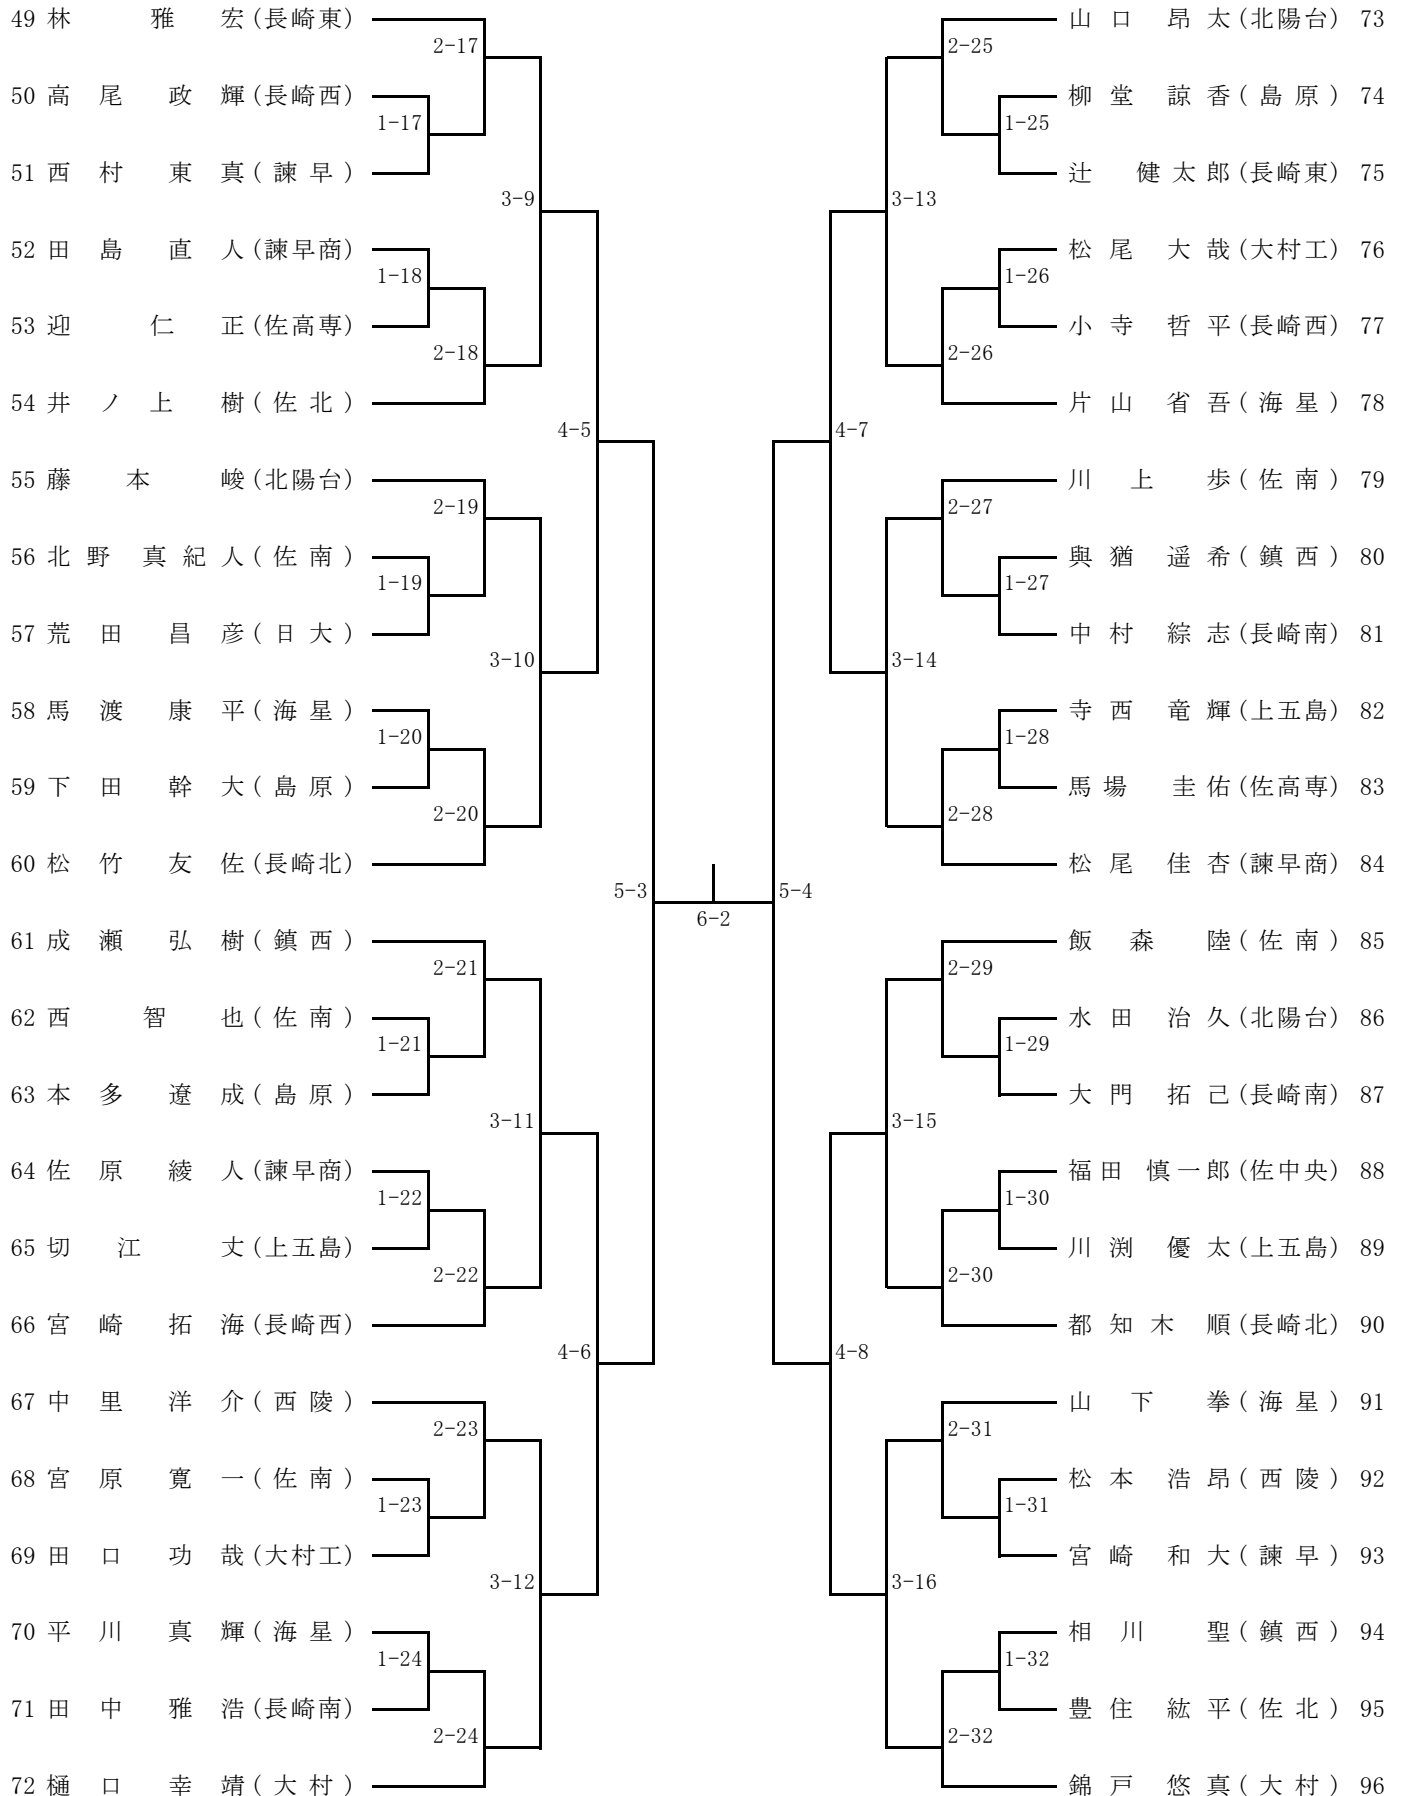 49 林 雅 宏 (長崎東) 山 口 昂 太 (北陽台) 73
2-17 2-25
50 高 尾 政 輝 (長崎西) 柳 堂 諒 香 (島 原) 74
1-17 1-25
51 西 村 東 真 (諫 早) 辻 健 太 郎 (長崎東) 75
3-9 3-13
52 田 島 直 人 (諫早商) 松 尾 大 哉 (大村工) 76
1-18 1-26
53 迎 仁 正 (佐高専) 小 寺 哲 平 (長崎西) 77
2-18 2-26
54 井 ノ 上 樹 (佐 北) 片 山 省 吾 (海 星) 78
4-5 4-7
55 藤 本 峻 (北陽台) 川 上 歩 (佐 南) 79
2-19 2-27
56 北 野 真 紀 人 (佐 南) 與 猶 遥 希 (鎮 西) 80
1-19 1-27
57 荒 田 昌 彦 (日 大) 中 村 綜 志 (長崎南) 81
3-10 3-14
58 馬 渡 康 平 (海 星) 寺 西 竜 輝 (上五島) 82
1-20 1-28
59 下 田 幹 大 (島 原) 馬 場 圭 佑 (佐高専) 83
2-20 2-28
60 松 竹 友 佐 (長崎北) 松 尾 佳 杏 (諫早商) 84
5-3 5-4
6-2
61 成 瀬 弘 樹 (鎮 西) 飯 森 陸 (佐 南) 85
2-21 2-29
62 西 智 也 (佐 南) 水 田 治 久 (北陽台) 86
1-21 1-29
63 本 多 遼 成 (島 原) 大 門 拓 己 (長崎南) 87
3-11 3-15
64 佐 原 綾 人 (諫早商) 福 田 慎 一 郎 (佐中央) 88
1-22 1-30
65 切 江 丈 (上五島) 川 渕 優 太 (上五島) 89
2-22 2-30
66 宮 崎 拓 海 (長崎西) 都 知 木 順 (長崎北) 90
4-6 4-8
67 中 里 洋 介 (西 陵) 山 下 拳 (海 星) 91
2-23 2-31
68 宮 原 寛 一 (佐 南) 松 本 浩 昂 (西 陵) 92
1-23 1-31
69 田 口 功 哉 (大村工) 宮 崎 和 大 (諫 早) 93
3-12 3-16
70 平 川 真 輝 (海 星) 相 川 聖 (鎮 西) 94
1-24 1-32
71 田 中 雅 浩 (長崎南) 豊 住 紘 平 (佐 北) 95
2-24 2-32
72 樋 口 幸 靖 (大 村) 錦 戸 悠 真 (大 村) 96